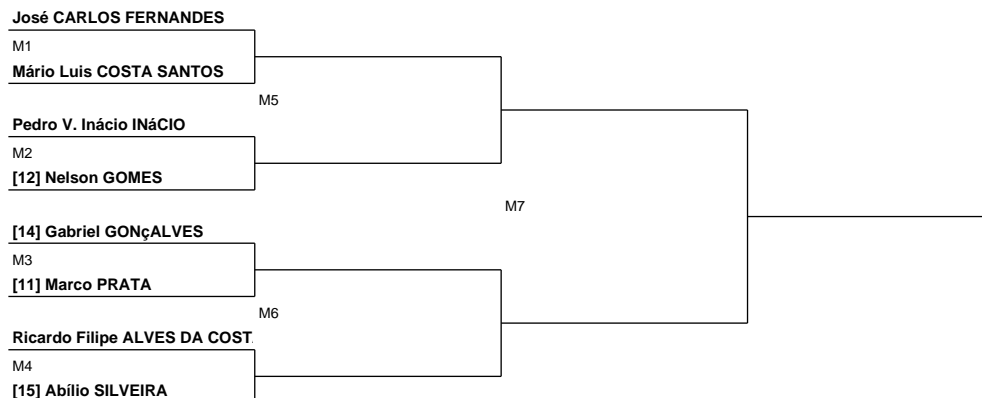 José CARLOS FERNANDES
M1
Mário Luis COSTA SANTOS
M5
Pedro V. Inácio INáCIO
M2
[12] Nelson GOMES
M7
[14] Gabriel GONçALVES
M3
[11] Marco PRATA
M6
Ricardo Filipe ALVES DA COST
M4
[15] Abílio SILVEIRA